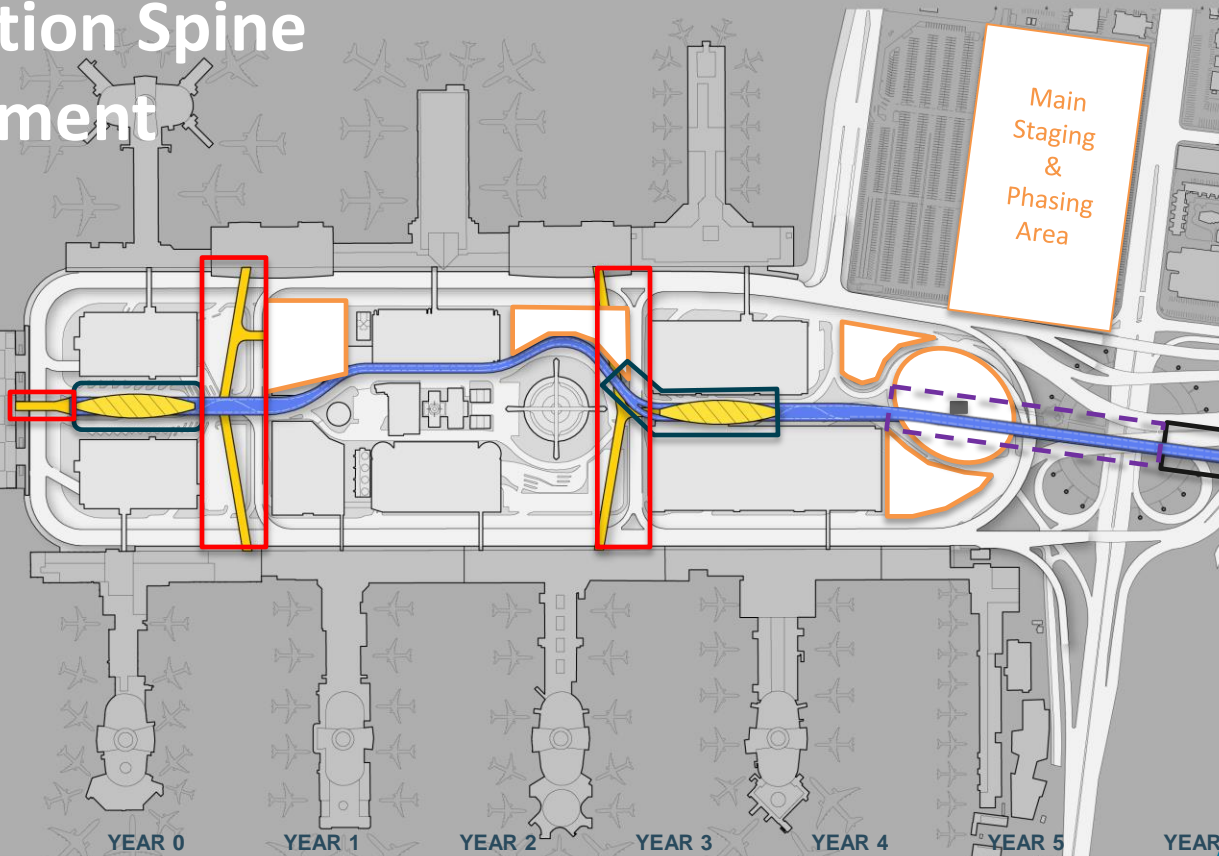 tion Spine
ment
Main
Staging
&
Phasing
Area
YEAR 0
YEAR 1
YEAR 2
YEAR 3
YEAR 4
YEAR 5
YEAR